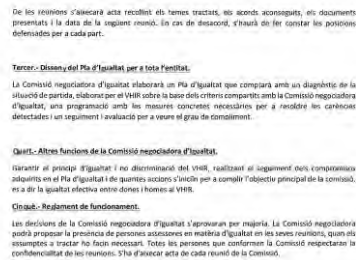 De les reunions s'aixecarà acta recollint els temes tractats, els acords aconseguits, els documents
presentats i la data de la següent reunió. En cas de desacord, s'haurà de fer constar les posicions
defensades per a cada part.
Tercer.- Disseny del Pla d'Igualtat per a tota l'entitat.
La Comissió negociadora d'igualtat elaborarà un Pla d'igualtat que comptarà amb un diagnòstic de la
situació de partida, elaborat per el VHIR sobre la base dels criteris compartits amb la Comissió negociadora
d'igualtat, una programació amb les mesures concretes necessàries per a resoldre les carències
detectades i un seguiment i avaluació per a veure el grau de compliment.
Quart.- Altres funcions de la Comissió negociadora d'igualtat.
Garantir el principi d'igualtat i no discriminació del VHIR, realitzant el seguiment dels compromisos
adquirits en el Pla d'igualtat i de quantes accions s'iniciïn per a complir l'objectiu principal de la comissió,
es a dir la igualtat efectiva entre dones i homes al VHIR.
Cinquè.- Reglament de funcionament.
Les decisions de la Comissió negociadora d'igualtat s'aprovaran per majoria. La Comissió negociadora
podrà proposar la presència de persones assessores en matèria d'igualtat en les seves reunions, quan els
assumptes a tractar ho facin necessari. Totes les persones que conformen la Comissió respectaran la
confidencialitat de les reunions. S'ha d'aixecar acta de cada reunió de la Comissió.